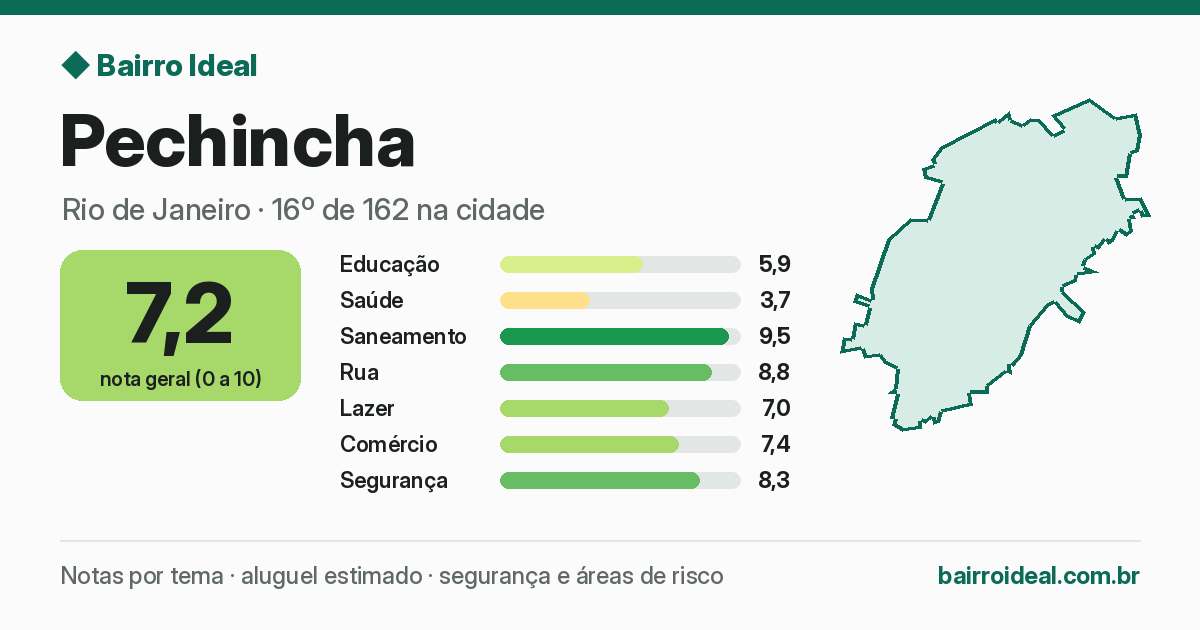 Bairro Ideal
Pechincha
Rio de Janeiro · 16º de 162 na cidade
7,2
nota geral (0 a 10)
Educação 5,9
Saúde 3,7
Saneamento 9,5
Rua 8,8
Lazer 7,0
Comércio 7,4
Segurança 8,3
Notas por tema · aluguel estimado · segurança e áreas de risco
bairroideal.com.br